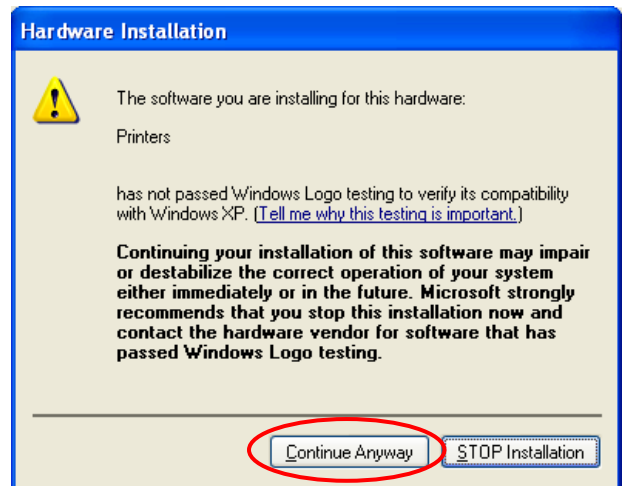 Hardware Installation
The software you are installing for this hardware:
Printers
has not passed Windows Logo testing to verify its compatibility
with Windows XP. (Tell me why this testing is important.)
Continuing your installation of this software may impair
or destabilize the correct operation of your system
either immediately or in the future. Microsoft strongly
recommends that you stop this installation now and
contact the hardware vendor for software that has
passed Windows Logo testing.
Continue Anyway
STOP Installation